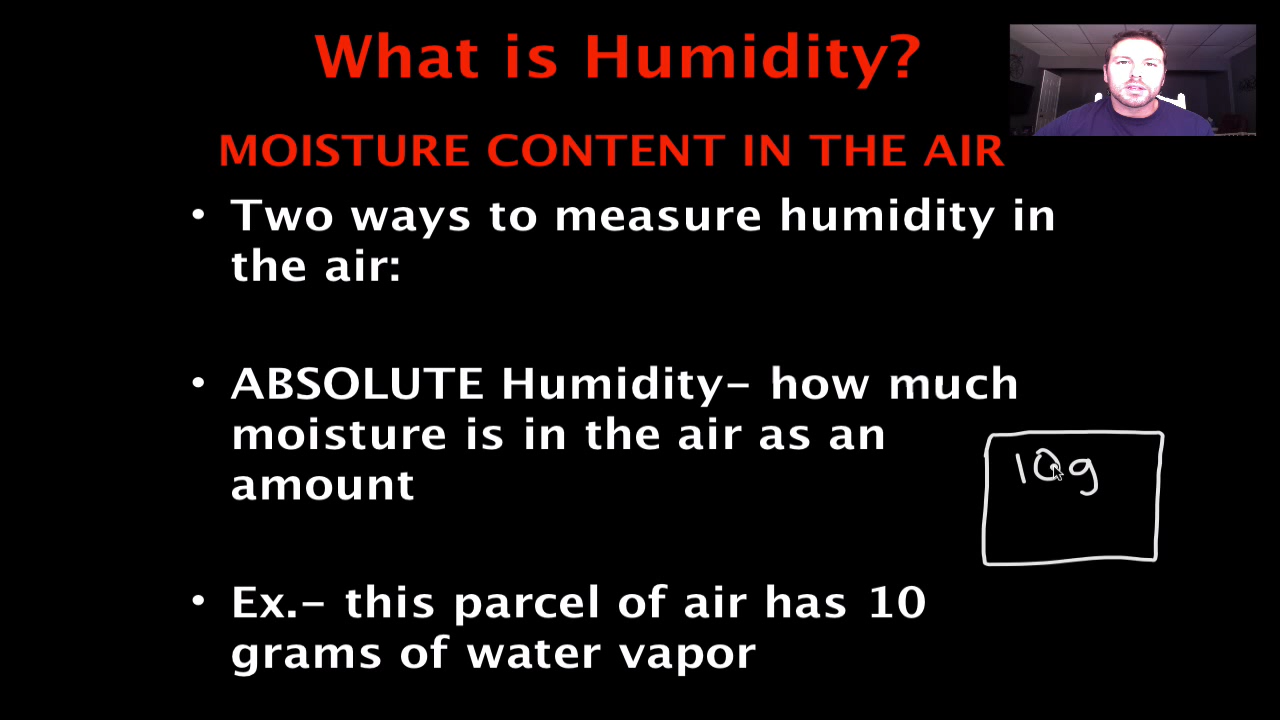 What is Humidity?
MOISTURE CONTENT IN THE AIR
• Two ways to measure humidity in
the air:
• ABSOLUTE Humidity– how much
moisture is in the air as an
amount
10g
• Ex.– this parcel of air has 10
grams of water vapor